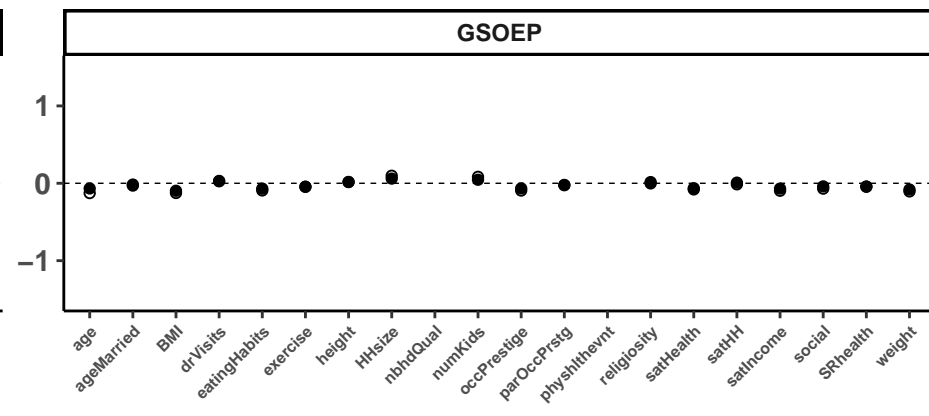 GSOEP
1
0
−1
age
ageMarried
BMI
drVisits
eatingHabits
exercise
height
HHsize
nbhdQual
numKids
occPrestige
parOccPrstg
physhlthevnt
religiosity
satHealth
satHH
satIncome
social
SRhealth
weight